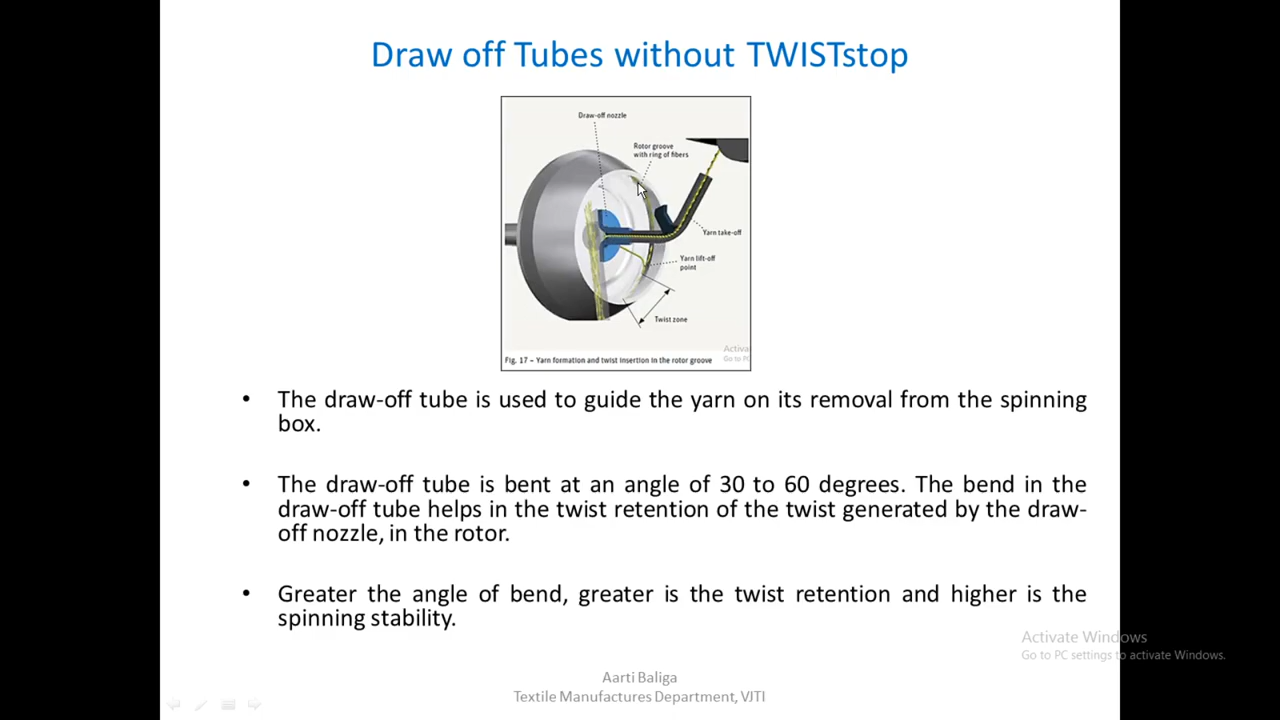 Draw off Tubes without TWISTstop
Draw-off nozzle
Rotor groove
with ring of fibers
Yarn take-off
Yarn lift-off
point
Twist zone
Activa
Go to PC
Fig. 17 – Yarn formation and twist insertion in the rotor groove
• The draw-off tube is used to guide the yarn on its removal from the spinning
box.
• The draw-off tube is bent at an angle of 30 to 60 degrees. The bend in the
draw-off tube helps in the twist retention of the twist generated by the draw-
off nozzle, in the rotor.
• Greater the angle of bend, greater is the twist retention and higher is the
spinning stability.
Activate Windows
Go to PC settings to activate Windows.
Aarti Baliga
Textile Manufactures Department, VJTI